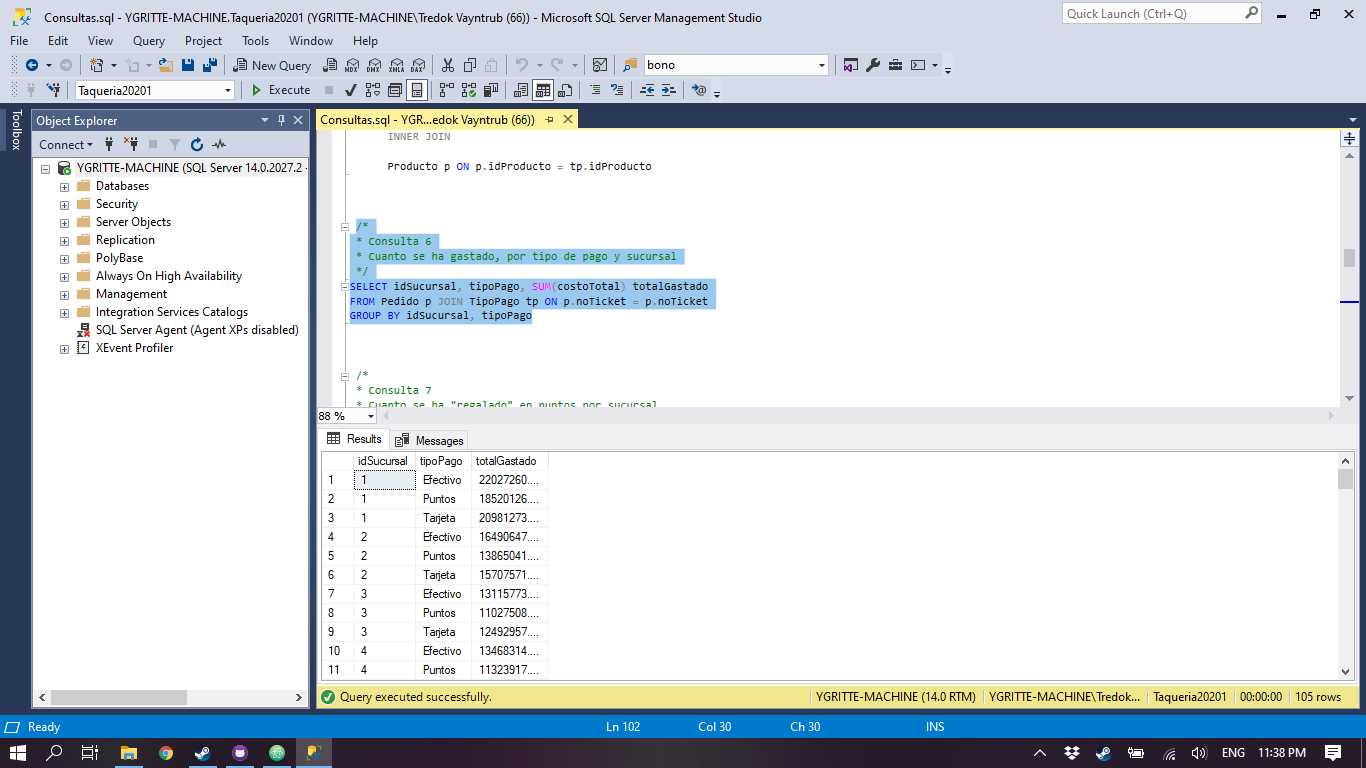 Consultas.sql - YGRITTE-MACHINE.Taqueria20201 (YGRITTE-MACHINE\Tredok Vayntrub (66)) - Microsoft SQL Server Management Studio
Quick Launch (Ctrl+Q)
File Edit View Query Project Tools Window Help
New Query MDX DMX XMLA DAX bono
Taqueria20201 Execute
Toolbox
Object Explorer
Connect
YGRITTE-MACHINE (SQL Server 14.0.2027.2 -
Databases
Security
Server Objects
Replication
PolyBase
Always On High Availability
Management
Integration Services Catalogs
SQL Server Agent (Agent XPs disabled)
XEvent Profiler
Consultas.sql - YGR...edok Vayntrub (66))
INNER JOIN
Producto p ON p.idProducto = tp.idProducto
/*
* Consulta 6
* Cuanto se ha gastado, por tipo de pago y sucursal
*/
SELECT idSucursal, tipoPago, SUM(costoTotal) totalGastado
FROM Pedido p JOIN TipoPago tp ON p.noTicket = p.noTicket
GROUP BY idSucursal, tipoPago
/*
* Consulta 7
* Cuanto se ha "regalado" en puntos por sucursal
88 %
Results Messages
idSucursal tipoPago totalGastado
1 1 Efectivo 22027260....
2 1 Puntos 18520126....
3 1 Tarjeta 20981273....
4 2 Efectivo 16490647....
5 2 Puntos 13865041....
6 2 Tarjeta 15707571....
7 3 Efectivo 13115773....
8 3 Puntos 11027508....
9 3 Tarjeta 12492957....
10 4 Efectivo 13468314....
11 4 Puntos 11323917....
Query executed successfully. YGRITTE-MACHINE (14.0 RTM) YGRITTE-MACHINE\Tredok... Taqueria20201 00:00:00 105 rows
Ready Ln 102 Col 30 Ch 30 INS
ENG 11:38 PM